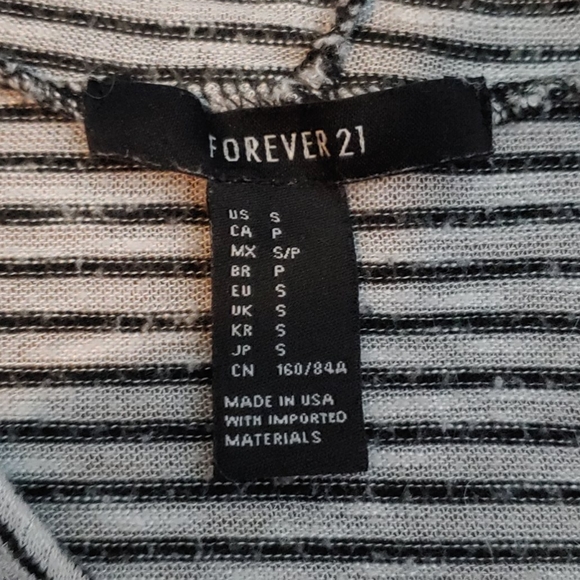 FOREVER 21
US S
CA P
MX S/P
BR P
EU S
UK S
KR S
JP S
CN 160/84A
MADE IN USA
WITH IMPORTED
MATERIALS